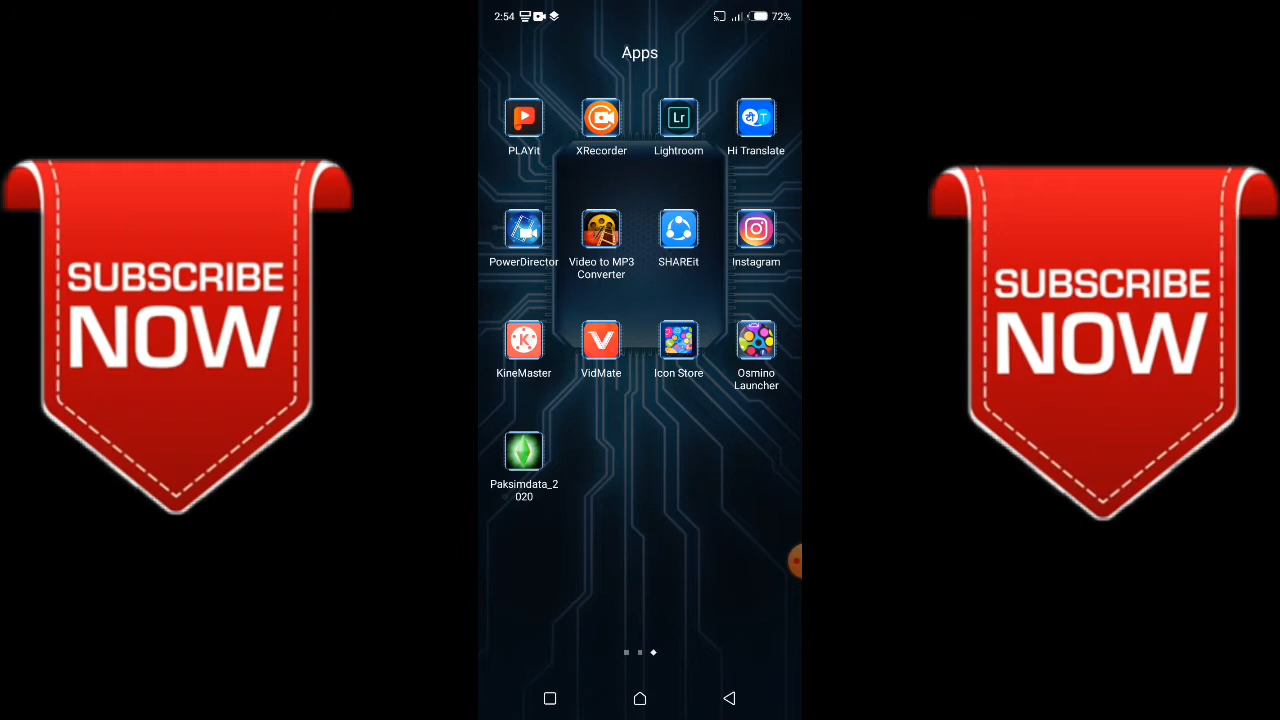 2:54
72%
Apps
PLAYit
XRecorder
Lightroom
Hi Translate
PowerDirector
Video to MP3
Converter
SHAREit
Instagram
KineMaster
VidMate
Icon Store
Osmino
Launcher
Paksimdata_2
020
SUBSCRIBE
NOW
SUBSCRIBE
NOW
Lr
K
टी T